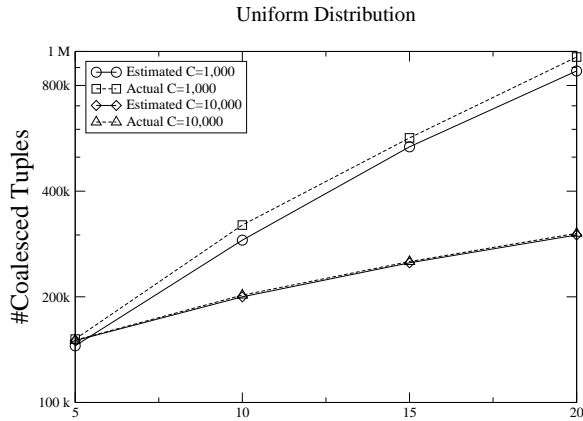 Uniform Distribution
1 M
800k
400k
200k
100 k
#Coalesced Tuples
Estimated C=1,000
Actual C=1,000
Estimated C=10,000
Actual C=10,000
5
10
15
20